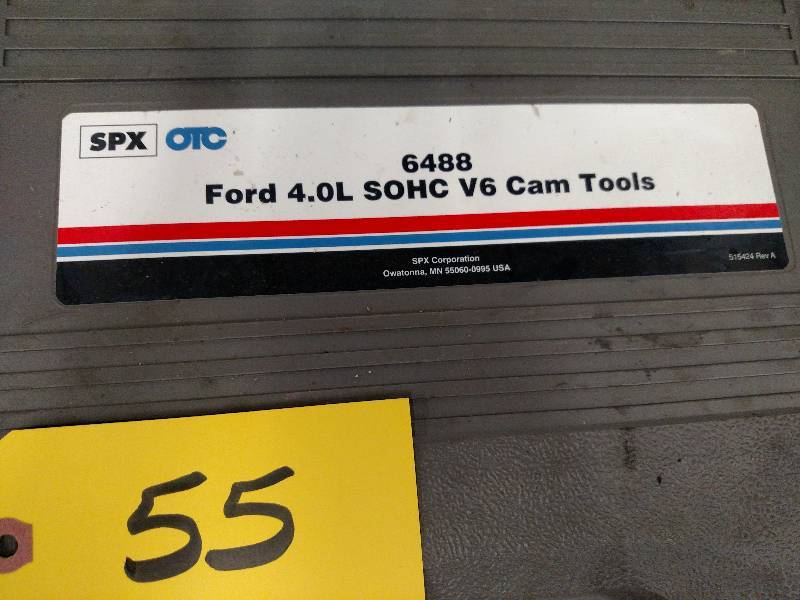 SPX OTC
6488
Ford 4.0L SOHC V6 Cam Tools
SPX Corporation
Owatonna, MN 55060-0995 USA
515424 Rev A
55